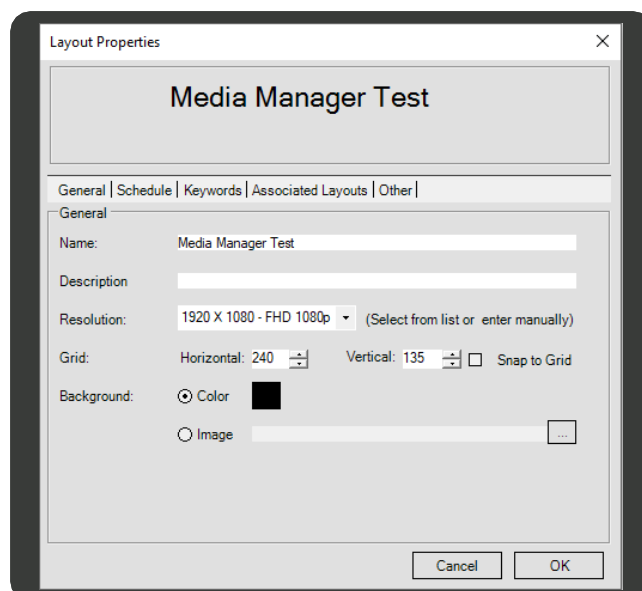 Layout Properties
Media Manager Test
General | Schedule | Keywords | Associated Layouts | Other |
General
Name: Media Manager Test
Description
Resolution: 1920 X 1080 - FHD 1080p (Select from list or enter manually)
Grid: Horizontal: 240 Vertical: 135 Snap to Grid
Background: Color
Image ...
Cancel OK